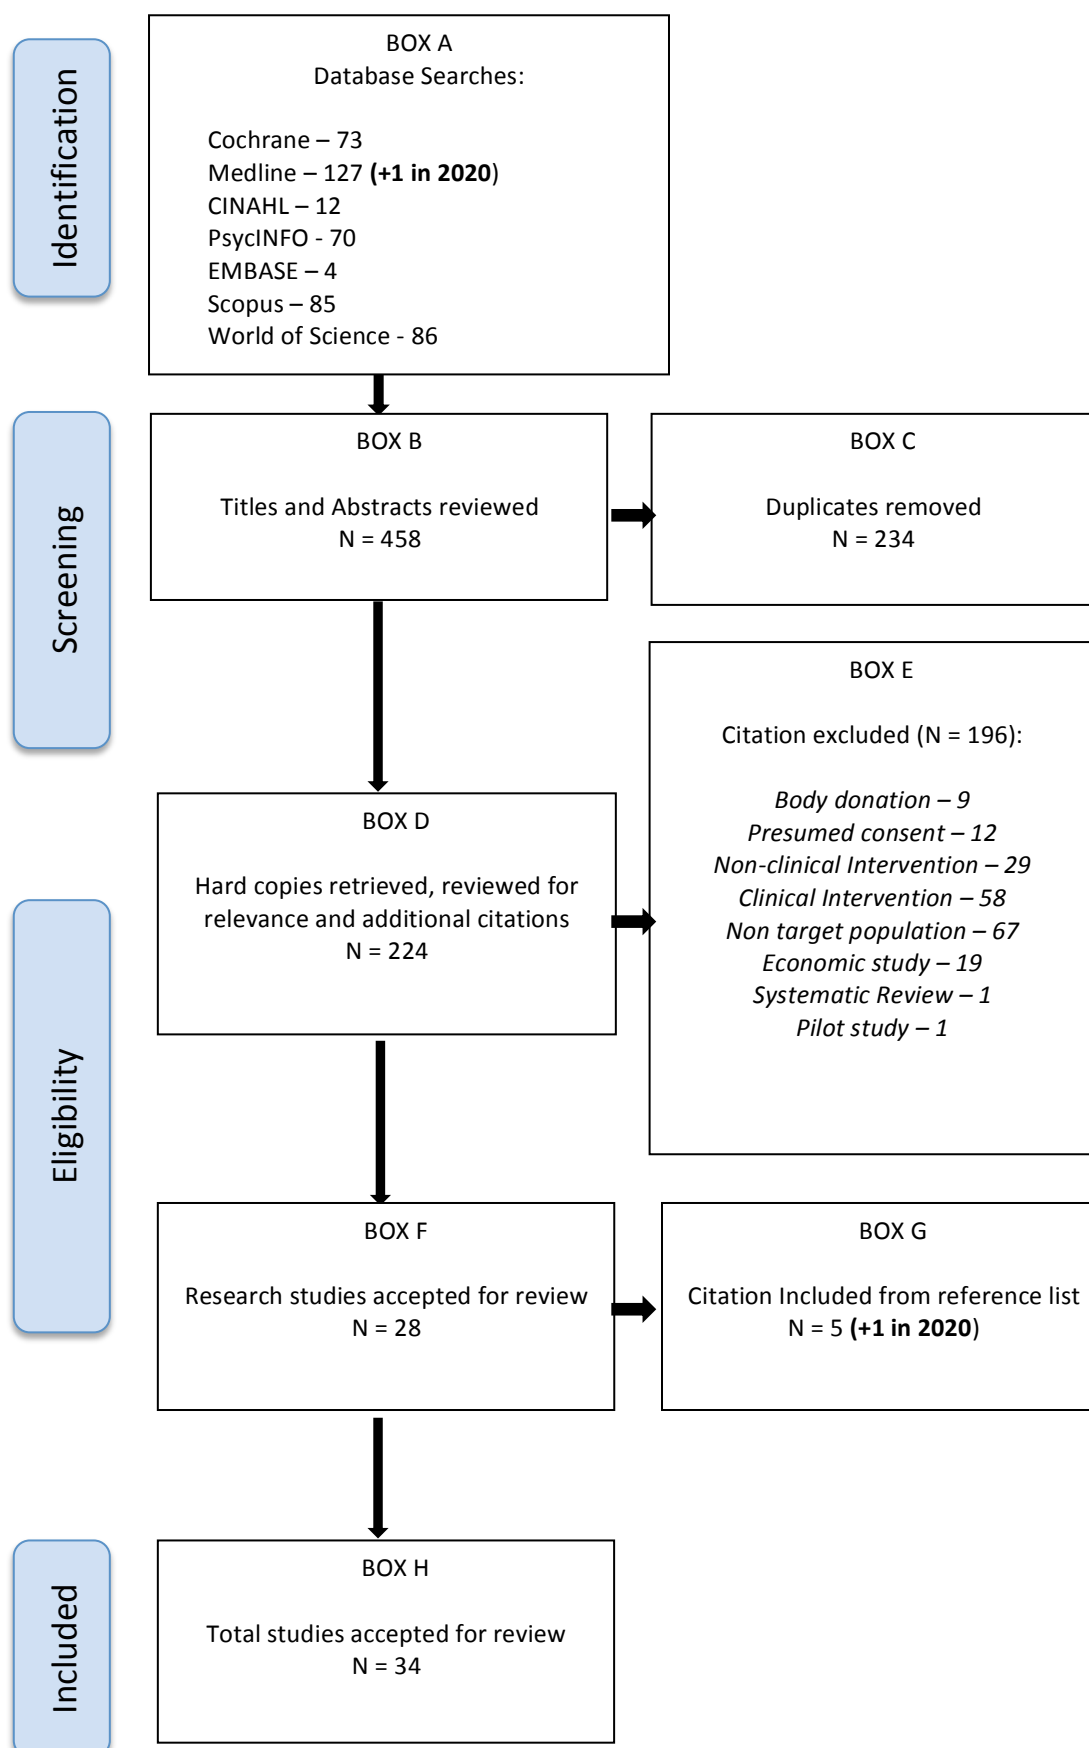 Identification
BOX A
Database Searches:
Cochrane – 73
Medline – 127 (+1 in 2020)
CINAHL – 12
PsycINFO - 70
EMBASE – 4
Scopus – 85
World of Science - 86
Screening
BOX B
Titles and Abstracts reviewed
N = 458
BOX C
Duplicates removed
N = 234
BOX E
Citation excluded (N = 196):
Body donation – 9
Presumed consent – 12
Non-clinical Intervention – 29
Clinical Intervention – 58
Non target population – 67
Economic study – 19
Systematic Review – 1
Pilot study – 1
Eligibility
BOX D
Hard copies retrieved, reviewed for
relevance and additional citations
N = 224
BOX F
Research studies accepted for review
N = 28
BOX G
Citation Included from reference list
N = 5 (+1 in 2020)
Included
BOX H
Total studies accepted for review
N = 34